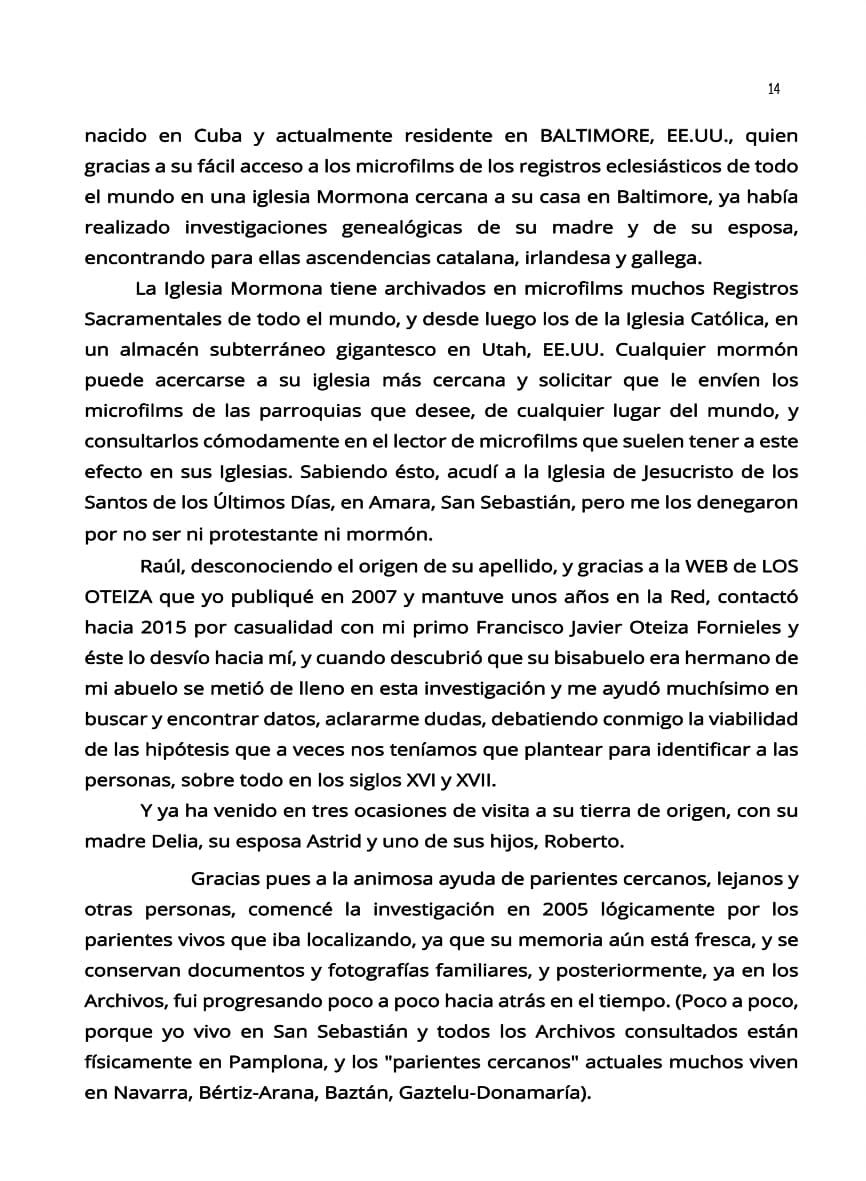 14
nacido en Cuba y actualmente residente en BALTIMORE, EE.UU., quien
gracias a su fácil acceso a los microfilms de los registros eclesiásticos de todo
el mundo en una iglesia Mormona cercana a su casa en Baltimore, ya había
realizado investigaciones genealógicas de su madre y de su esposa,
encontrando para ellas ascendencias catalana, irlandesa y gallega.
La Iglesia Mormona tiene archivados en microfilms muchos Registros
Sacramentales de todo el mundo, y desde luego los de la Iglesia Católica, en
un almacén subterráneo gigantesco en Utah, EE.UU. Cualquier mormón
puede acercarse a su iglesia más cercana y solicitar que le envíen los
microfilms de las parroquias que desee, de cualquier lugar del mundo, y
consultarlos cómodamente en el lector de microfilms que suelen tener a este
efecto en sus Iglesias. Sabiendo ésto, acudí a la Iglesia de Jesucristo de los
Santos de los Últimos Días, en Amara, San Sebastián, pero me los denegaron
por no ser ni protestante ni mormón.
Raúl, desconociendo el origen de su apellido, y gracias a la WEB de LOS
OTEIZA que yo publiqué en 2007 y mantuve unos años en la Red, contactó
hacia 2015 por casualidad con mi primo Francisco Javier Oteiza Fornieles y
éste lo desvío hacia mí, y cuando descubrió que su bisabuelo era hermano de
mi abuelo se metió de lleno en esta investigación y me ayudó muchísimo en
buscar y encontrar datos, aclararme dudas, debatiendo conmigo la viabilidad
de las hipótesis que a veces nos teníamos que plantear para identificar a las
personas, sobre todo en los siglos XVI y XVII.
Y ya ha venido en tres ocasiones de visita a su tierra de origen, con su
madre Delia, su esposa Astrid y uno de sus hijos, Roberto.
Gracias pues a la animosa ayuda de parientes cercanos, lejanos y
otras personas, comencé la investigación en 2005 lógicamente por los
parientes vivos que iba localizando, ya que su memoria aún está fresca, y se
conservan documentos y fotografías familiares, y posteriormente, ya en los
Archivos, fui progresando poco a poco hacia atrás en el tiempo. (Poco a poco,
porque yo vivo en San Sebastián y todos los Archivos consultados están
físicamente en Pamplona, y los "parientes cercanos" actuales muchos viven
en Navarra, Bértiz-Arana, Baztán, Gaztelu-Donamaría).